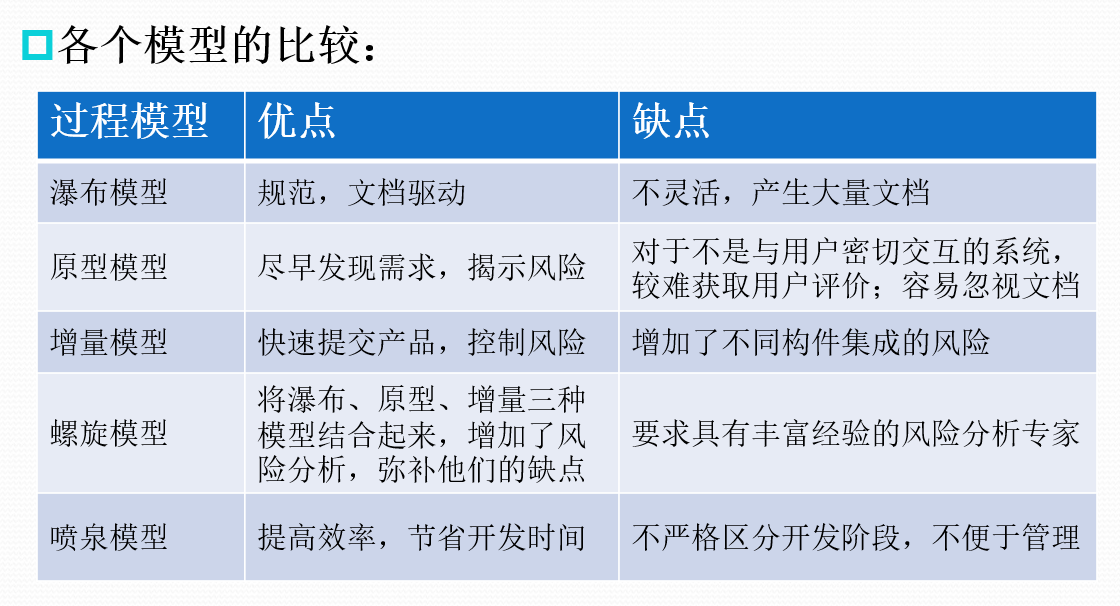 各个模型的比较：
过程模型 优点 缺点
瀑布模型 规范，文档驱动 不灵活，产生大量文档
原型模型 尽早发现需求，揭示风险 对于不是与用户密切交互的系统，
较难获取用户评价；容易忽视文档
增量模型 快速提交产品，控制风险 增加了不同构件集成的风险
螺旋模型 将瀑布、原型、增量三种
模型结合起来，增加了风
险分析，弥补他们的缺点
要求具有丰富经验的风险分析专家
喷泉模型 提高效率，节省开发时间 不严格区分开发阶段，不便于管理